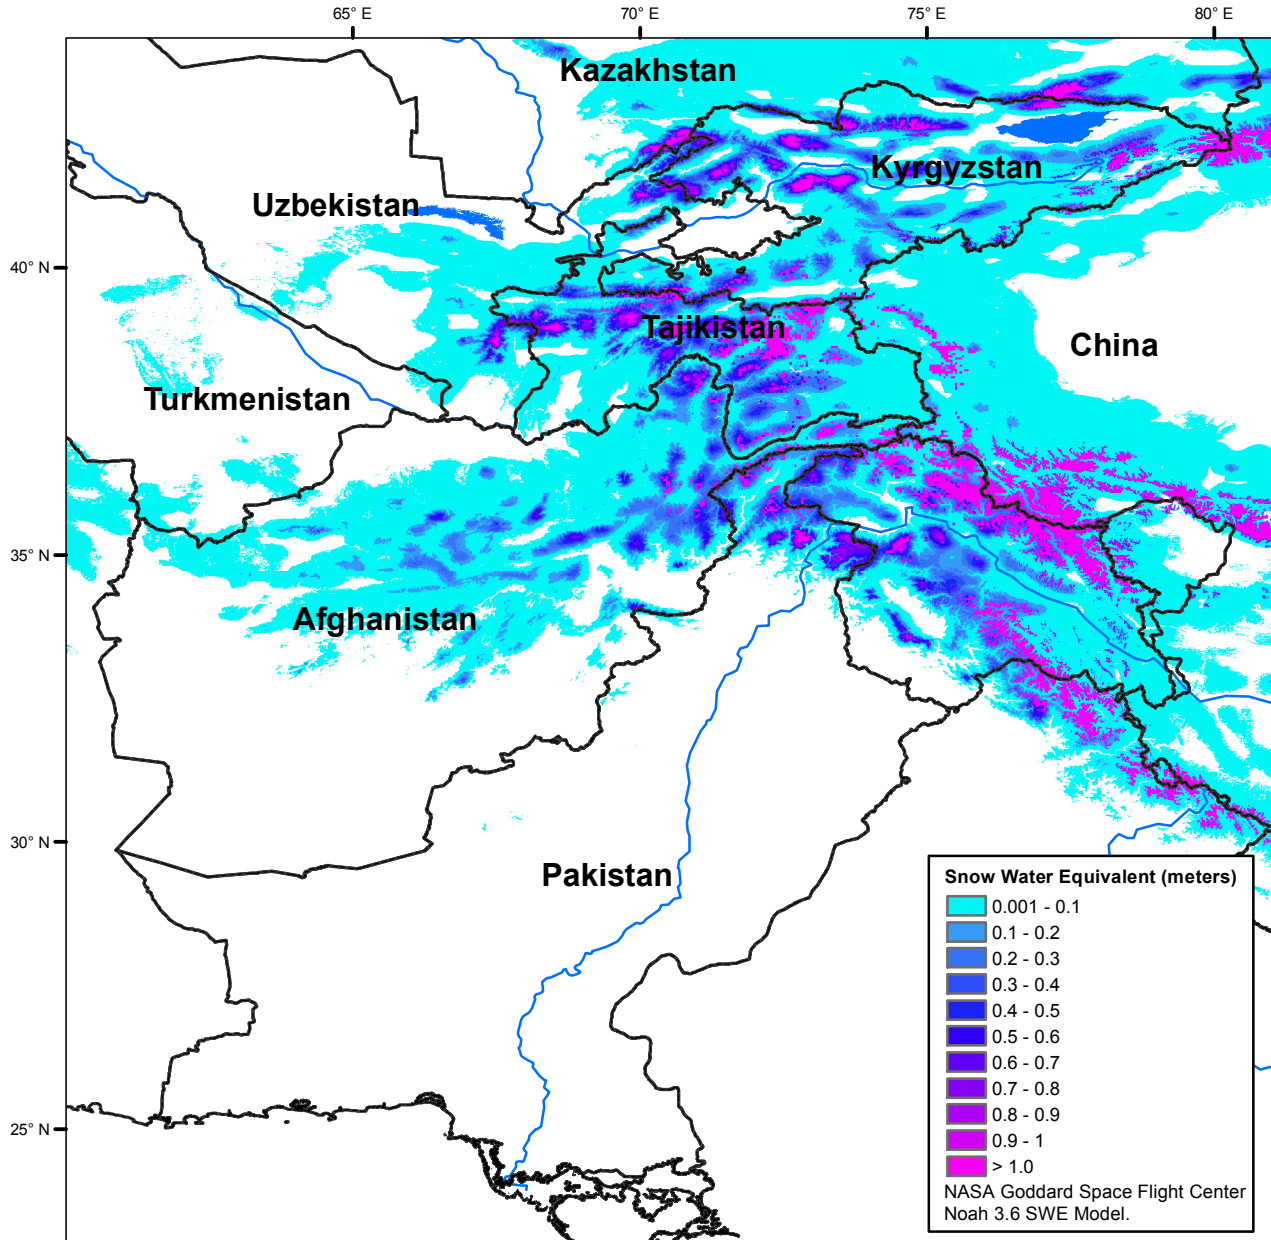 65° E
70° E
75° E
80° E
Kazakhstan
Kyrgyzstan
Uzbekistan
40° N
Tajikistan
China
Turkmenistan
35° N
Afghanistan
30° N
Pakistan
25° N
Snow Water Equivalent (meters)
0.001 - 0.1
0.1 - 0.2
0.2 - 0.3
0.3 - 0.4
0.4 - 0.5
0.5 - 0.6
0.6 - 0.7
0.7 - 0.8
0.8 - 0.9
0.9 - 1
> 1.0
NASA Goddard Space Flight Center
Noah 3.6 SWE Model.